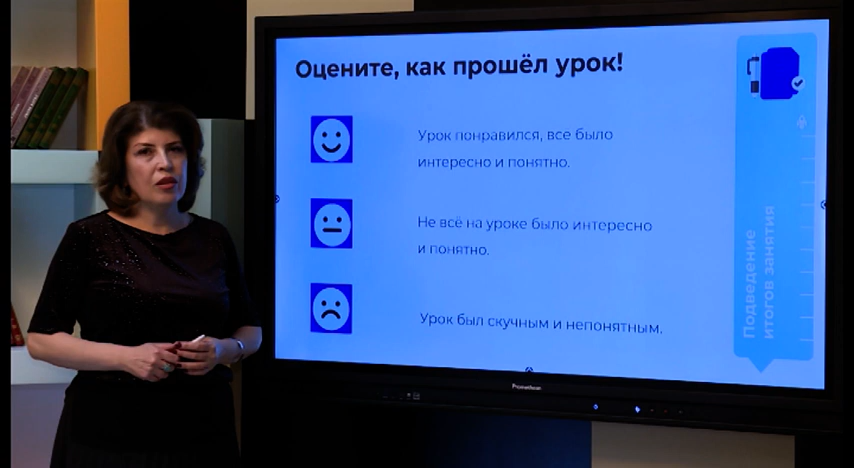 Оцените, как прошёл урок!
Урок понравился, все было
интересно и понятно.
Не всё на уроке было интересно
и понятно.
Урок был скучным и непонятным.
Подведение
итогов занятия
Promethean